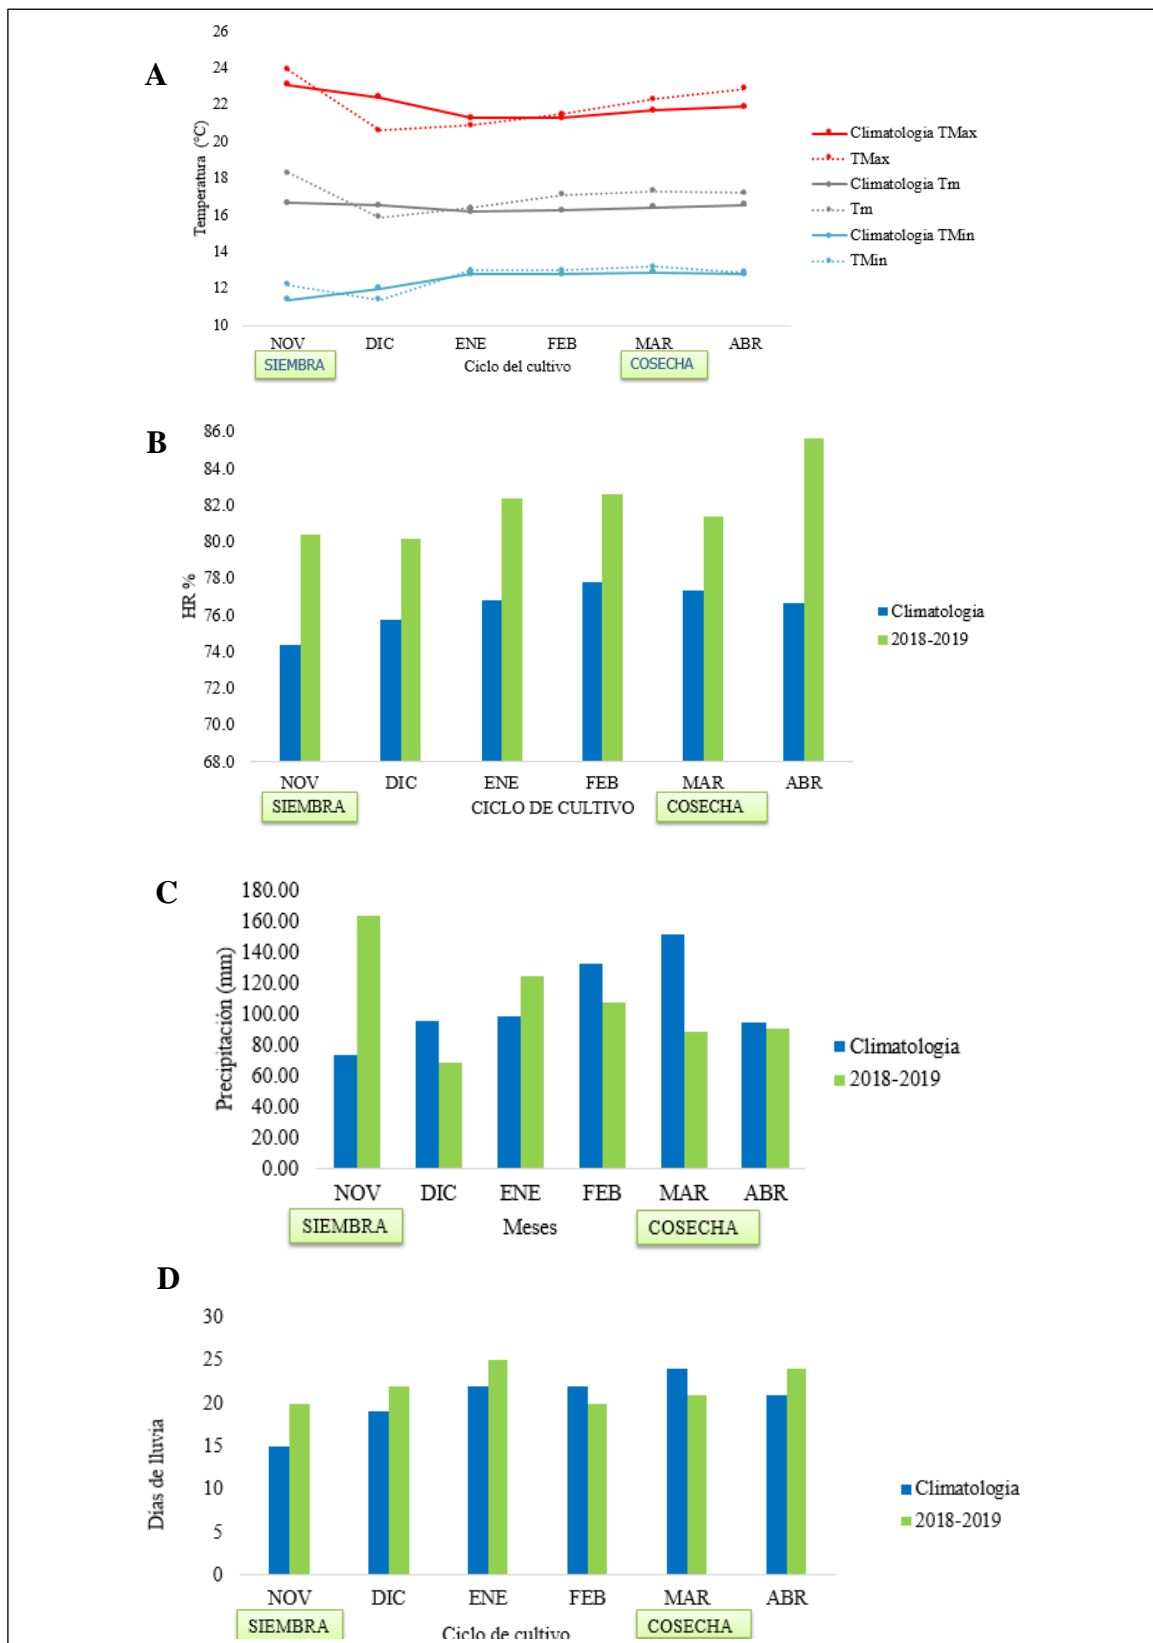 A
26
24
22
20
18
16
14
12
10
Temperatura (°C)
NOV DIC ENE FEB MAR ABR
SIEMBRA Ciclo del cultivo COSECHA
Climatologia TMax
TMax
Climatologia Tm
Tm
Climatologia TMin
TMin
B
86.0
84.0
82.0
80.0
78.0
76.0
74.0
72.0
70.0
68.0
HR %
NOV DIC ENE FEB MAR ABR
SIEMBRA CICLO DE CULTIVO COSECHA
Climatologia
2018-2019
C
180.00
160.00
140.00
120.00
100.00
80.00
60.00
40.00
20.00
0.00
Precipitación (mm)
NOV DIC ENE FEB MAR ABR
SIEMBRA Meses COSECHA
Climatologia
2018-2019
D
30
25
20
15
10
5
0
Días de lluvia
NOV DIC ENE FEB MAR ABR
SIEMBRA Ciclo de cultivo COSECHA
Climatologia
2018-2019